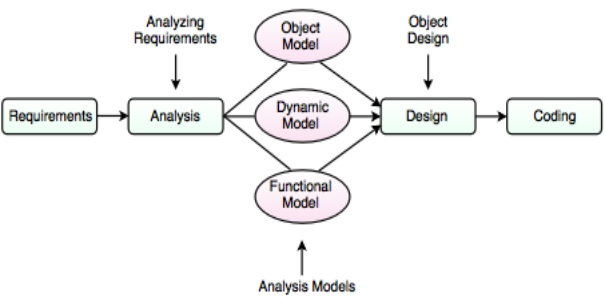 Analyzing
Requirements
Object
Model
Object
Design
Requirements
Analysis
Dynamic
Model
Design
Coding
Functional
Model
Analysis Models